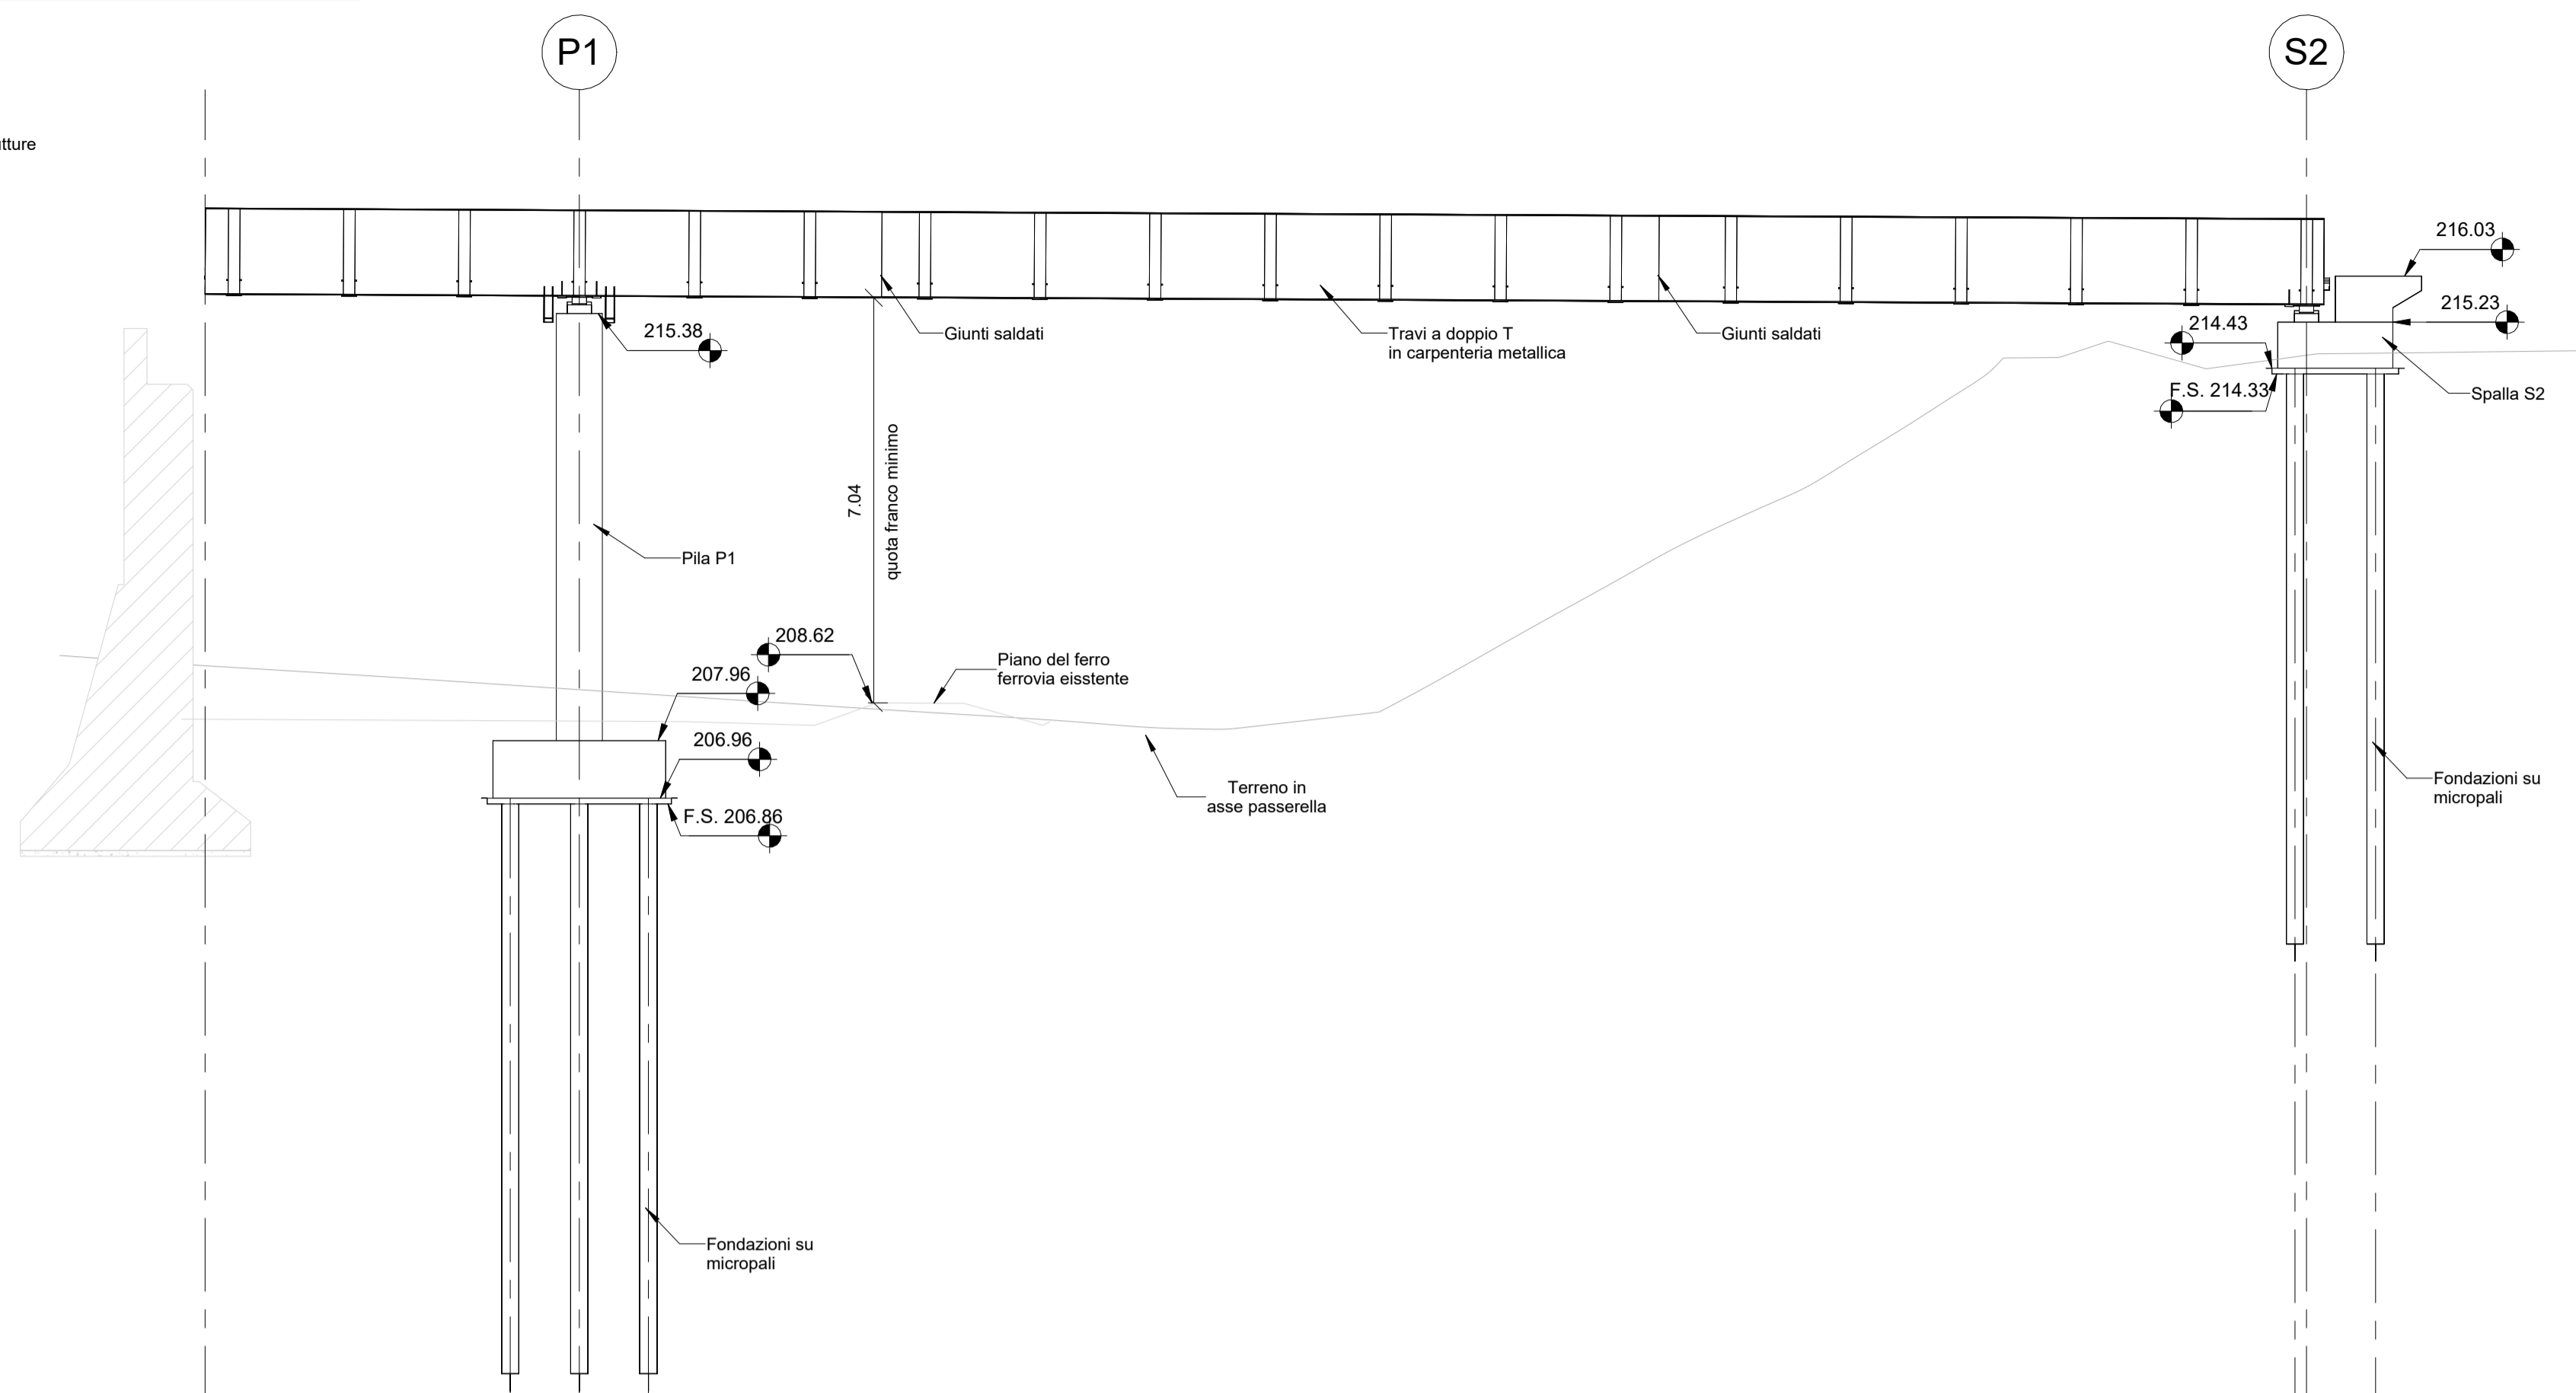 P1
S2
tture
216.03
215.23
214.43
215.38
Giunti saldati
Travi a doppio T
in carpenteria metallica
Giunti saldati
F.S. 214.33
Spalla S2
7.04
quota franco minimo
Pila P1
208.62
207.96
Piano del ferro
ferrovia eisstente
206.96
F.S. 206.86
Terreno in
asse passerella
Fondazioni su
micropali
Fondazioni su
micropali